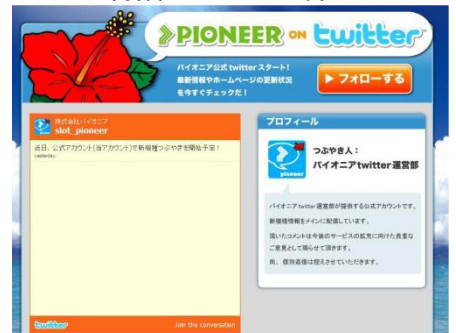 PIONEER ON twitter
パイオニア公式twitterスタート!
最新情報やホームページの更新状況
を今すぐチェックだ!
フォローする
株式会社パイオニア
slot_pioneer
近日、公式アカウント(当アカウント)で新機種つぶやきを開始予定!
yesterday
twitter
Join the conversation
プロフィール
pioneer
つぶやき人:
パイオニアtwitter運営部
パイオニアtwitter運営部が提供する公式アカウントです。
新機種情報をメインに配信しています。
頂いたコメントは今後のサービスの拡充に向けた貴重な
ご意見として賜らせて頂きます。
尚、個別返信は控えさせていただきます。